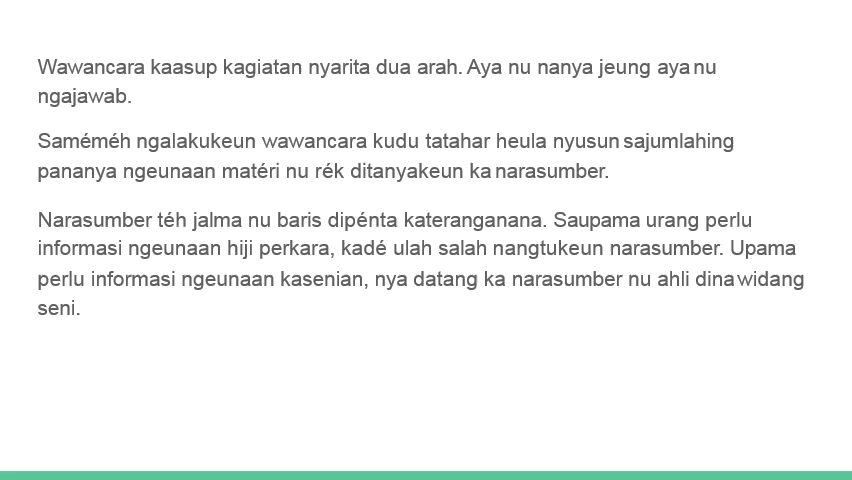 Wawancara kaasup kagiatan nyarita dua arah. Aya nu nanya jeung aya nu
ngajawab.
Saméméh ngalakukeun wawancara kudu tatahar heula nyusun sajumlahing
pananya ngeunaan matéri nu rék ditanyakeun ka narasumber.
Narasumber téh jalma nu baris dipénta kateranganana. Saupama urang perlu
informasi ngeunaan hiji perkara, kadé ulah salah nangtukeun narasumber. Upama
perlu informasi ngeunaan kasenian, nya datang ka narasumber nu ahli dina widang
seni.